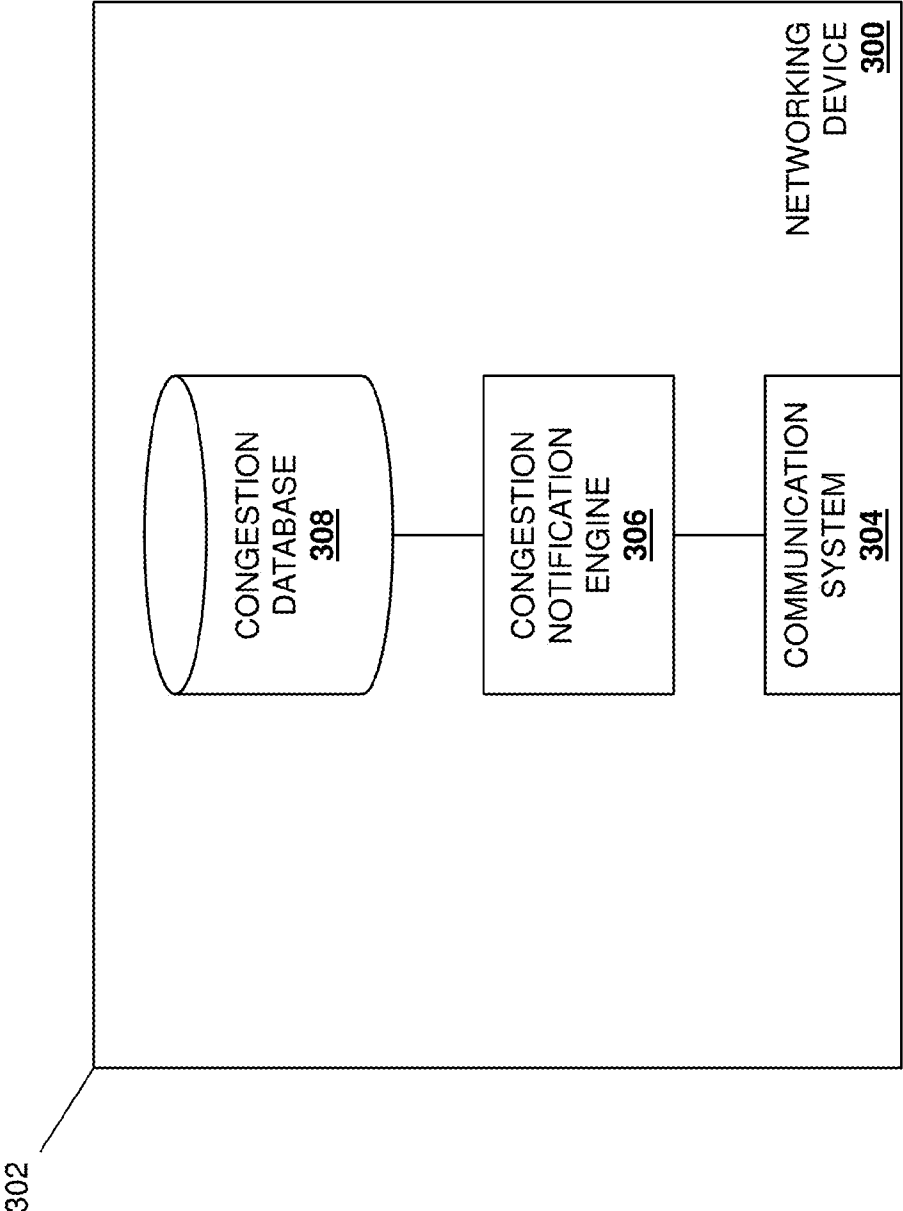 302
CONGESTION
DATABASE
308
CONGESTION
NOTIFICATION
ENGINE
306
COMMUNICATION
SYSTEM
304
NETWORKING
DEVICE
300